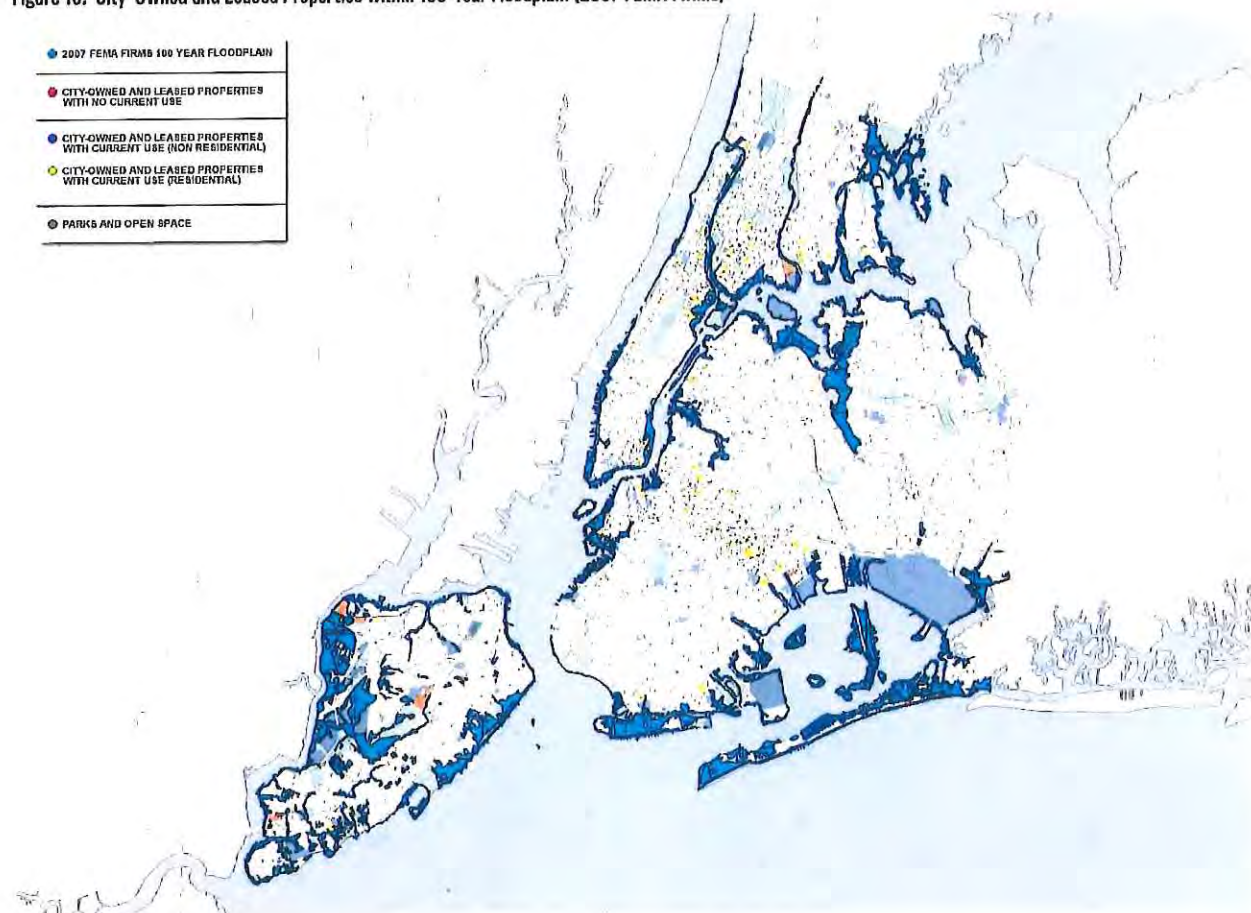 2007 FEMA FIRMS 100 YEAR FLOODPLAIN
CITY-OWNED AND LEASED PROPERTIES
WITH NO CURRENT USE
CITY-OWNED AND LEASED PROPERTIES
WITH CURRENT USE (NON RESIDENTIAL)
CITY-OWNED AND LEASED PROPERTIES
WITH CURRENT USE (RESIDENTIAL)
PARKS AND OPEN SPACE